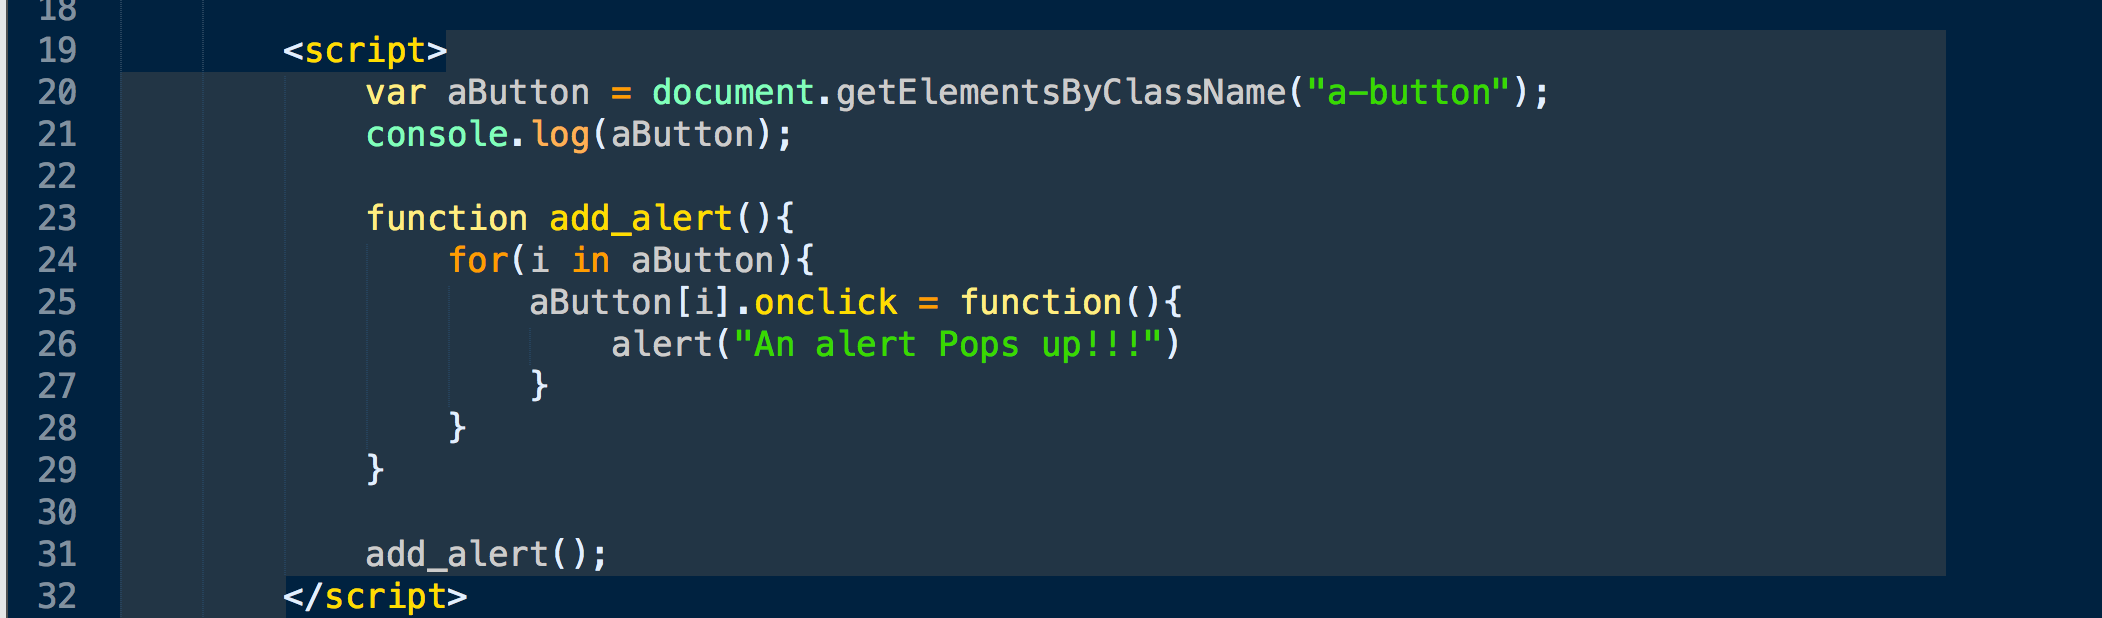 18
19 <script>
20 var aButton = document.getElementsByClassName("a-button");
21 console.log(aButton);
22
23 function add_alert(){
24 for(i in aButton){
25 aButton[i].onclick = function(){
26 alert("An alert Pops up!!!")
27 }
28 }
29 }
30
31 add_alert();
32 </script>